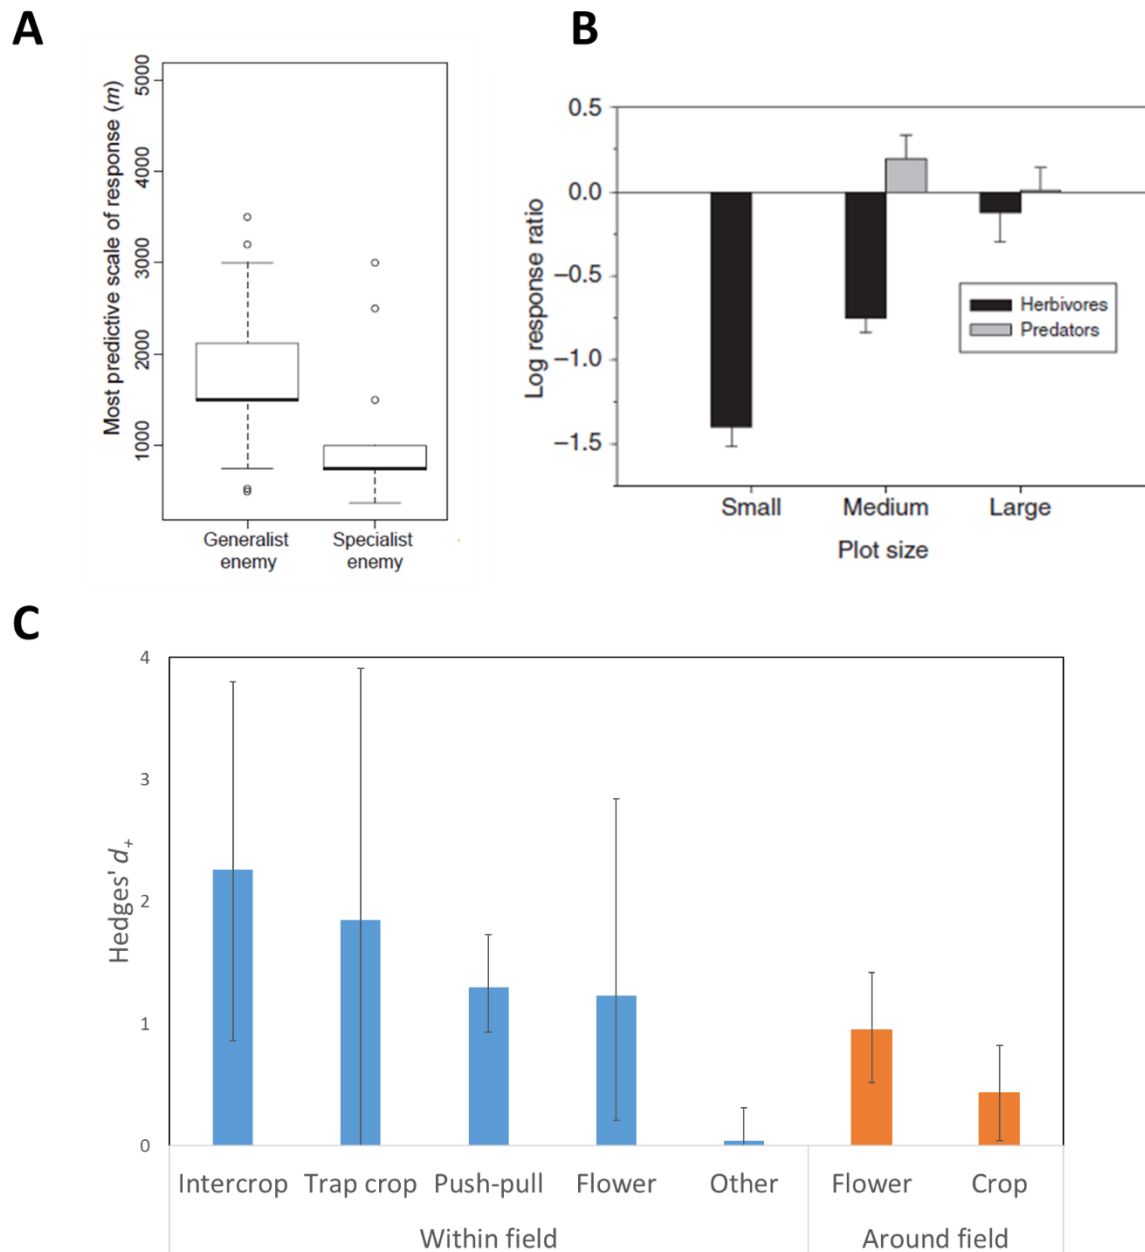 A
Most predictive scale of response (m)
5000
4000
3000
2000
1000
Generalist
enemy
Specialist
enemy
B
Log response ratio
0.5
0.0
−0.5
−1.0
−1.5
Herbivores
Predators
Small
Medium
Large
Plot size
C
Hedges' d+
4
3
2
1
0
Intercrop
Trap crop
Push-pull
Flower
Other
Flower
Crop
Within field
Around field